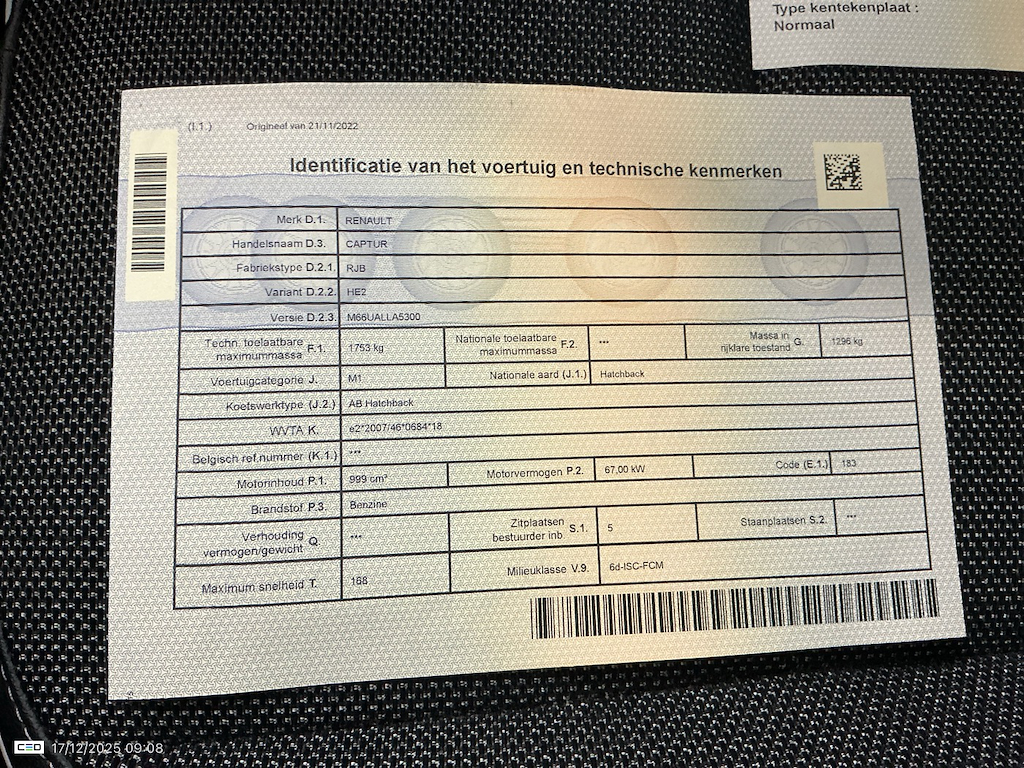 Type kentekenplaat :
Normaal
(I.1.) Origineel van 21/11/2022
Identificatie van het voertuig en technische kenmerken
Merk D.1. RENAULT
Handelsnaam D.3. CAPTUR
Fabriekstype D.2.1. RJB
Variant D.2.2. HE2
Versie D.2.3. M66UALLA5300
Techn. toelaatbare maximummassa F.1. 1753 kg Nationale toelaatbare maximummassa F.2. *** Massa in rijklare toestand G. 1296 kg
Voertuigcategorie J. M1 Nationale aard (J.1.) Hatchback
Koetswerktype (J.2.) AB Hatchback
WVTA K. e2*2007/46*0684*18
Belgisch ref.nummer (K.1.) ***
Motorinhoud P.1. 999 cm³ Motorvermogen P.2. 67,00 kW Code (E.1.) 183
Brandstof P.3. Benzine
Verhouding vermogen/gewicht Q. *** Zitplaatsen bestuurder inb. S.1. 5 Staanplaatsen S.2. ***
Maximum snelheid T. 168 Milieuklasse V.9. 6d-ISC-FCM
CEO 17/12/2025 09:08